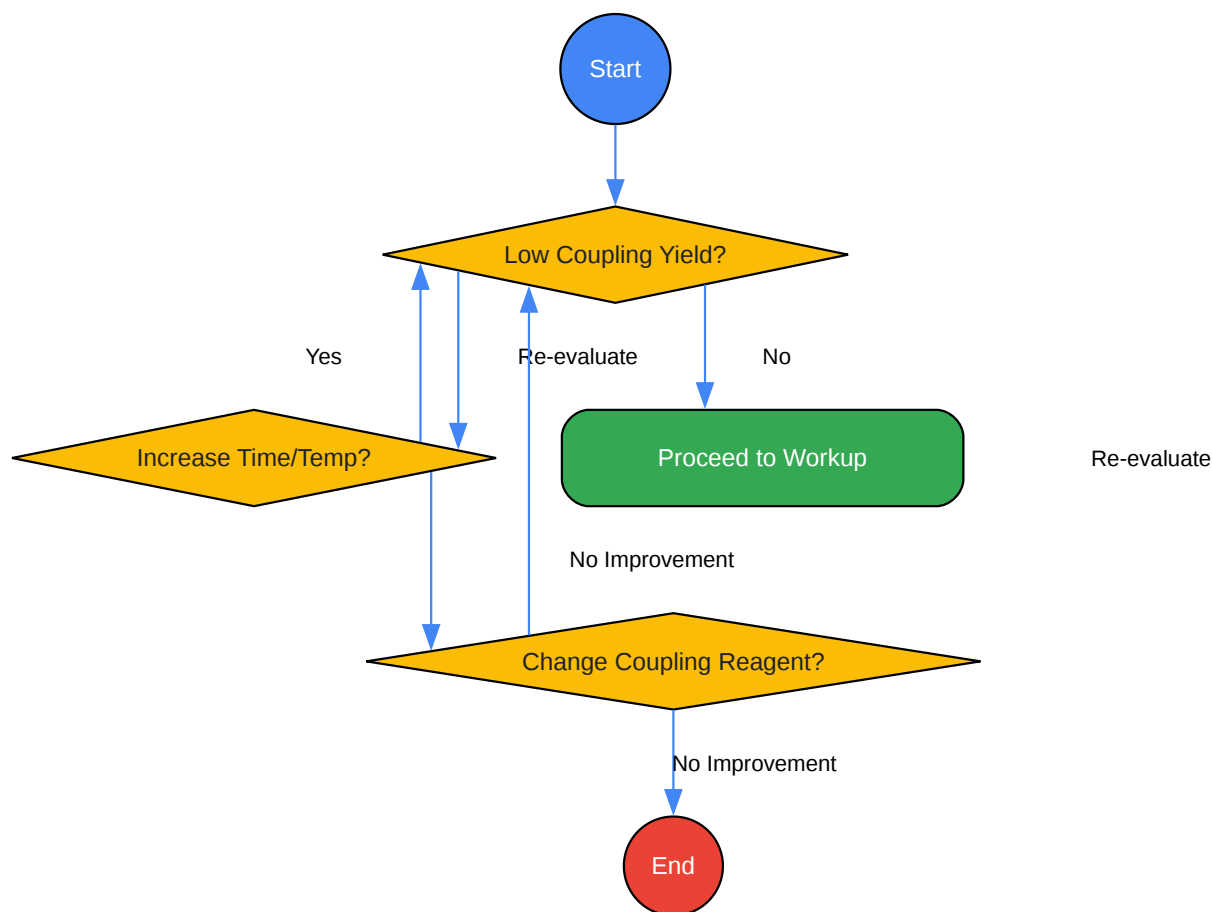 Start
Low Coupling Yield?
Yes
Re-evaluate
No
Increase Time/Temp?
Proceed to Workup
Re-evaluate
No Improvement
Change Coupling Reagent?
No Improvement
End